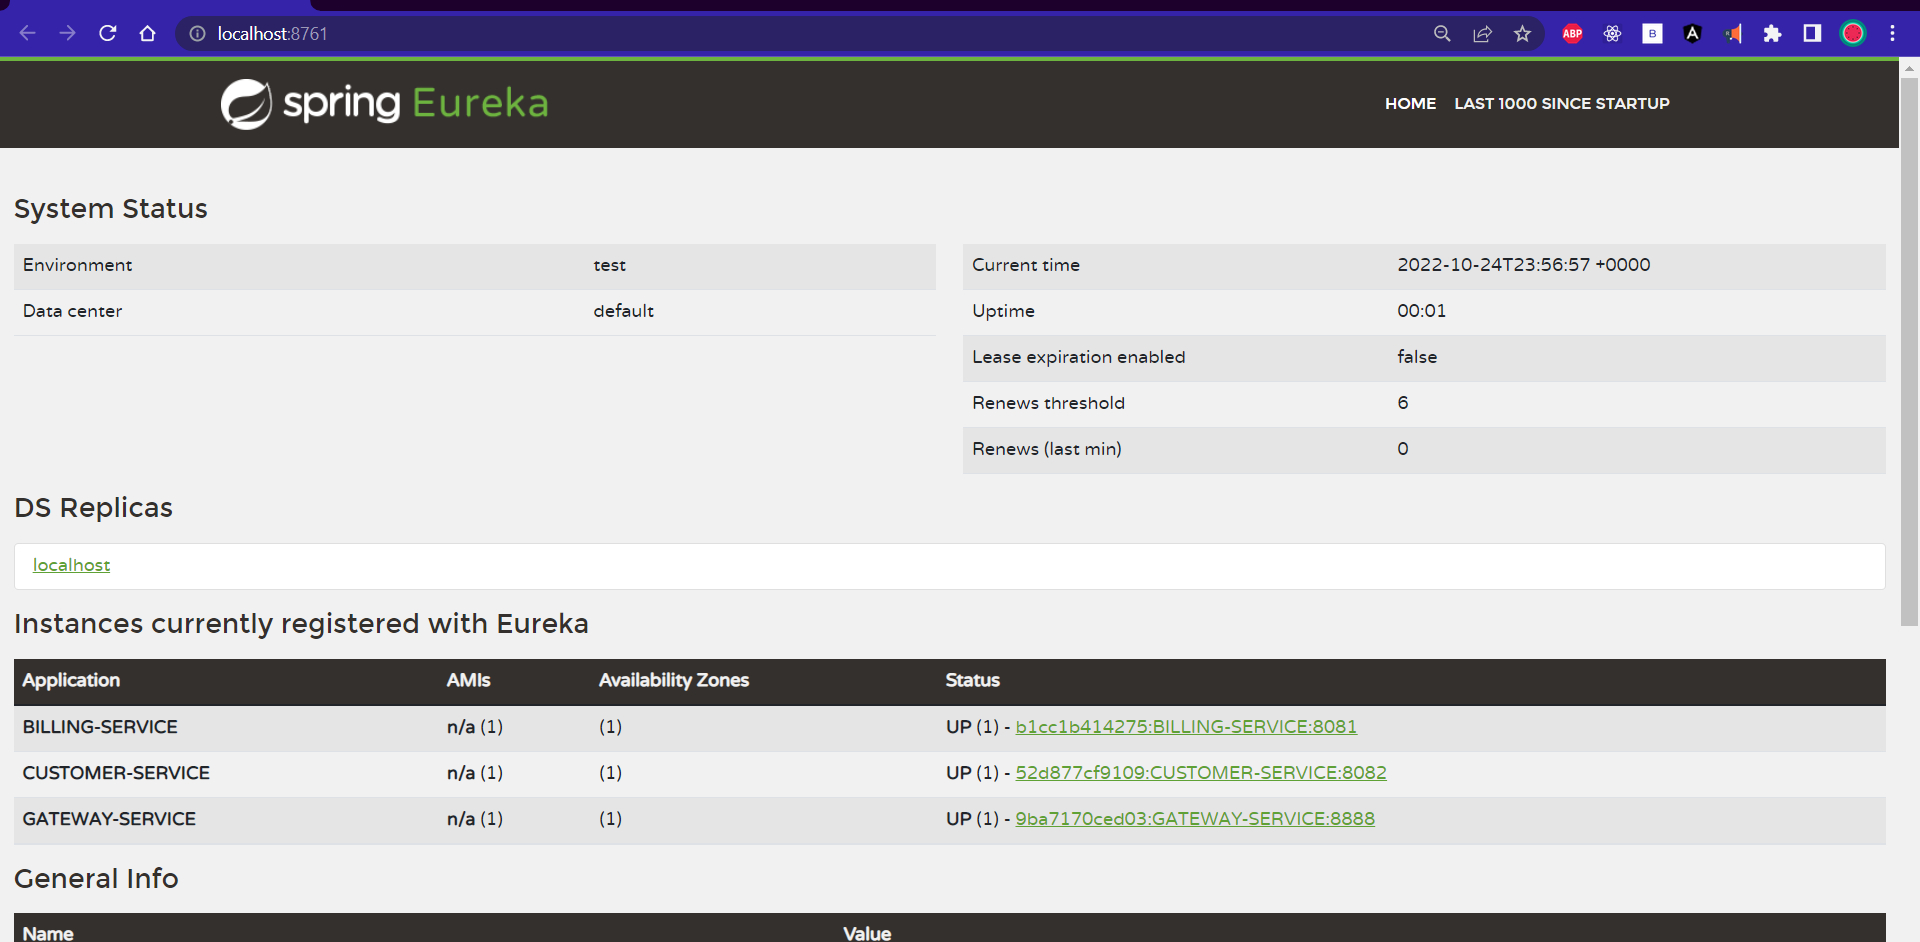 localhost:8761
ABP
B
A
spring Eureka
HOME LAST 1000 SINCE STARTUP
System Status
Environment test
Data center default
Current time 2022-10-24T23:56:57 +0000
Uptime 00:01
Lease expiration enabled false
Renews threshold 6
Renews (last min) 0
DS Replicas
localhost
Instances currently registered with Eureka
Application AMIs Availability Zones Status
BILLING-SERVICE n/a (1) (1) UP (1) - b1cc1b414275:BILLING-SERVICE:8081
CUSTOMER-SERVICE n/a (1) (1) UP (1) - 52d877cf9109:CUSTOMER-SERVICE:8082
GATEWAY-SERVICE n/a (1) (1) UP (1) - 9ba7170ced03:GATEWAY-SERVICE:8888
General Info
Name Value